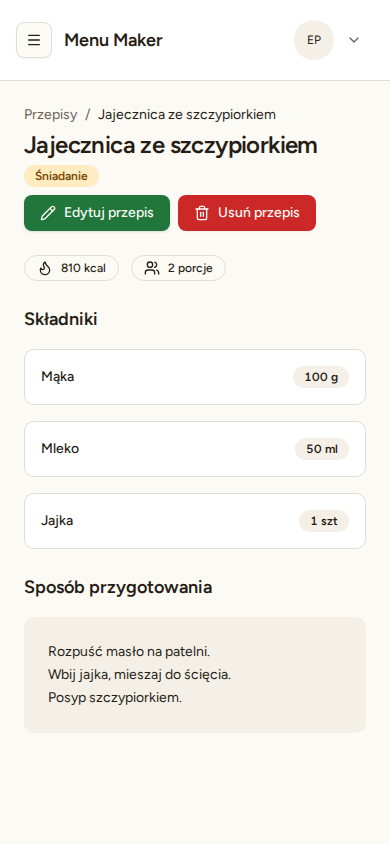 Menu Maker
EP
Przepisy / Jajecznica ze szczypiorkiem
Jajecznica ze szczypiorkiem
Śniadanie
Edytuj przepis
Usuń przepis
810 kcal
2 porcje
Składniki
Mąka
100 g
Mleko
50 ml
Jajka
1 szt
Sposób przygotowania
Rozpuść masło na patelni.
Wbij jajka, mieszaj do ścięcia.
Posyp szczypiorkiem.